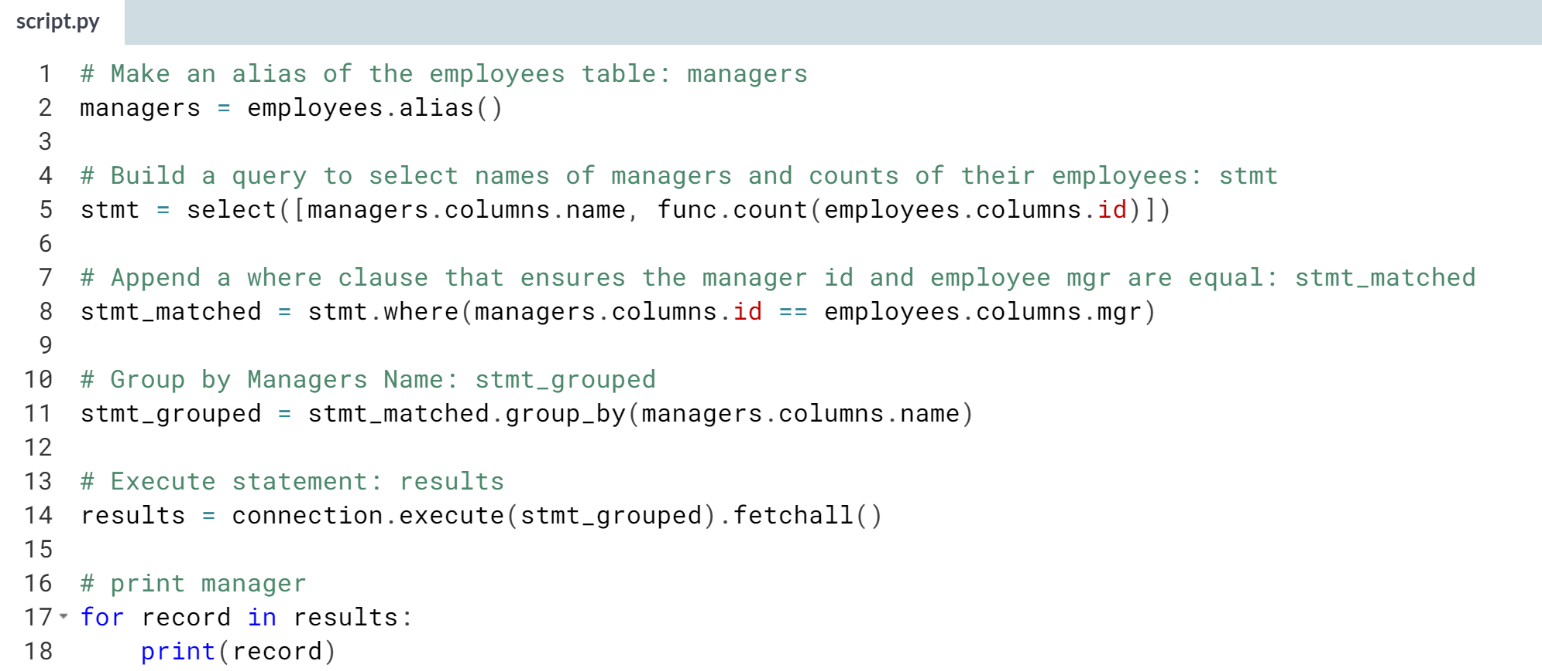 script.py
1 # Make an alias of the employees table: managers
2 managers = employees.alias()
3
4 # Build a query to select names of managers and counts of their employees: stmt
5 stmt = select([managers.columns.name, func.count(employees.columns.id)])
6
7 # Append a where clause that ensures the manager id and employee mgr are equal: stmt_matched
8 stmt_matched = stmt.where(managers.columns.id == employees.columns.mgr)
9
10 # Group by Managers Name: stmt_grouped
11 stmt_grouped = stmt_matched.group_by(managers.columns.name)
12
13 # Execute statement: results
14 results = connection.execute(stmt_grouped).fetchall()
15
16 # print manager
17 for record in results:
18     print(record)